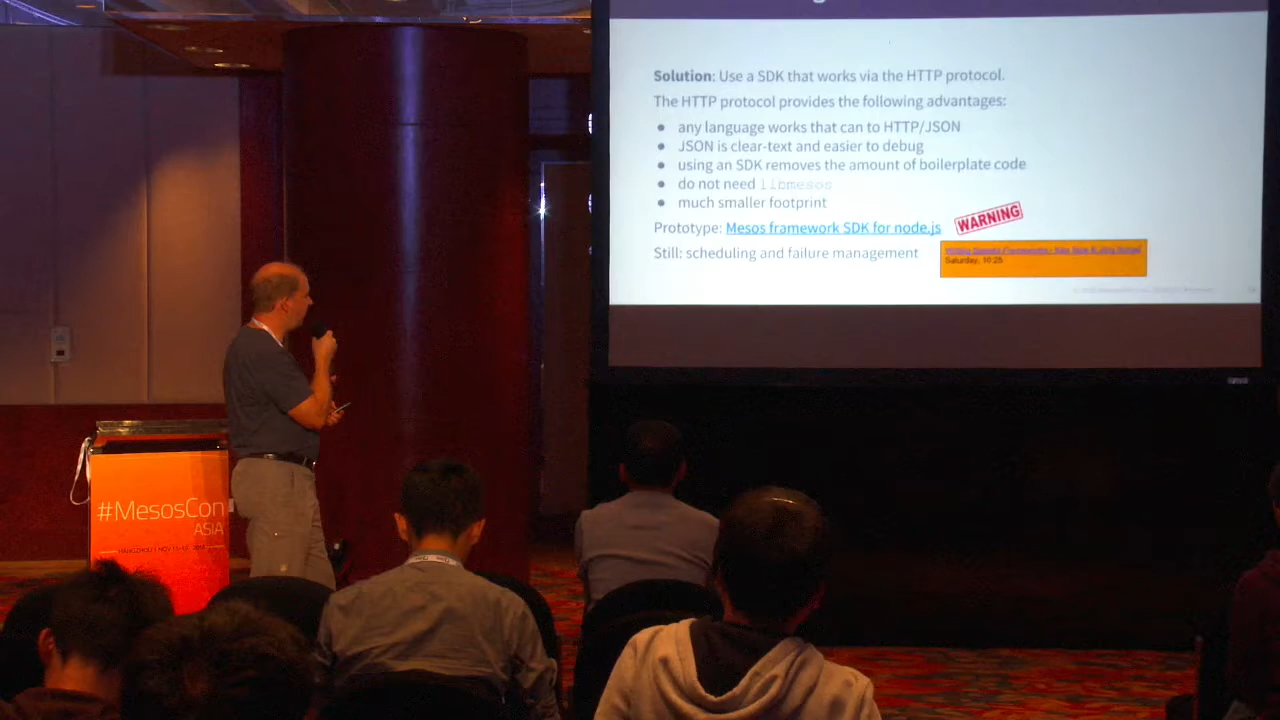 Solution: Use a SDK that works via the HTTP protocol.
The HTTP protocol provides the following advantages:
● any language works that can to HTTP/JSON
● JSON is clear-text and easier to debug
● using an SDK removes the amount of boilerplate code
● do not need libmesos
● much smaller footprint
WARNING
Prototype: Mesos framework SDK for node.js
Still: scheduling and failure management
Saturday, 10:25
#MesosCon
ASIA
HANGZHOU | NOV